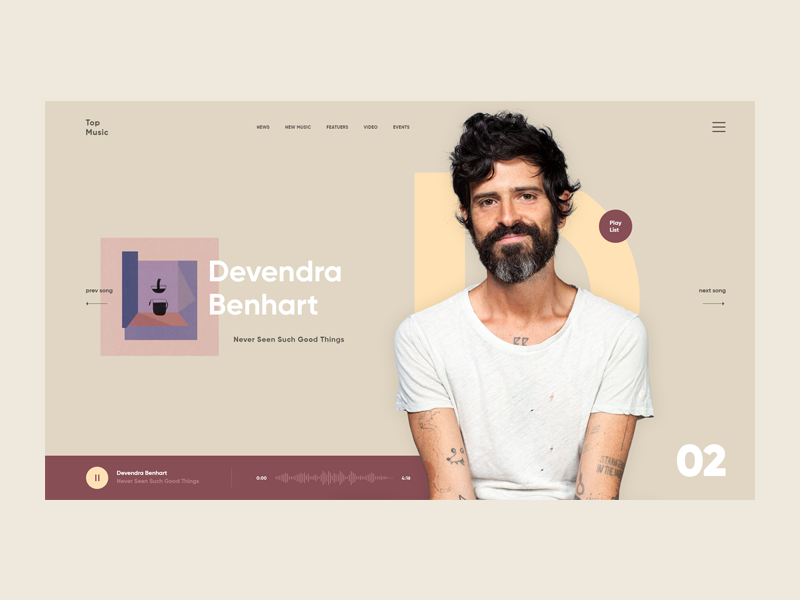 Top
Music
NEWS NEW MUSIC FEATUERS VIDEO EVENTS
Play
List
prev song
Devendra
Benhart
next song
Never Seen Such Good Things
02
Devendra Benhart
Never Seen Such Good Things
0:00
4:16